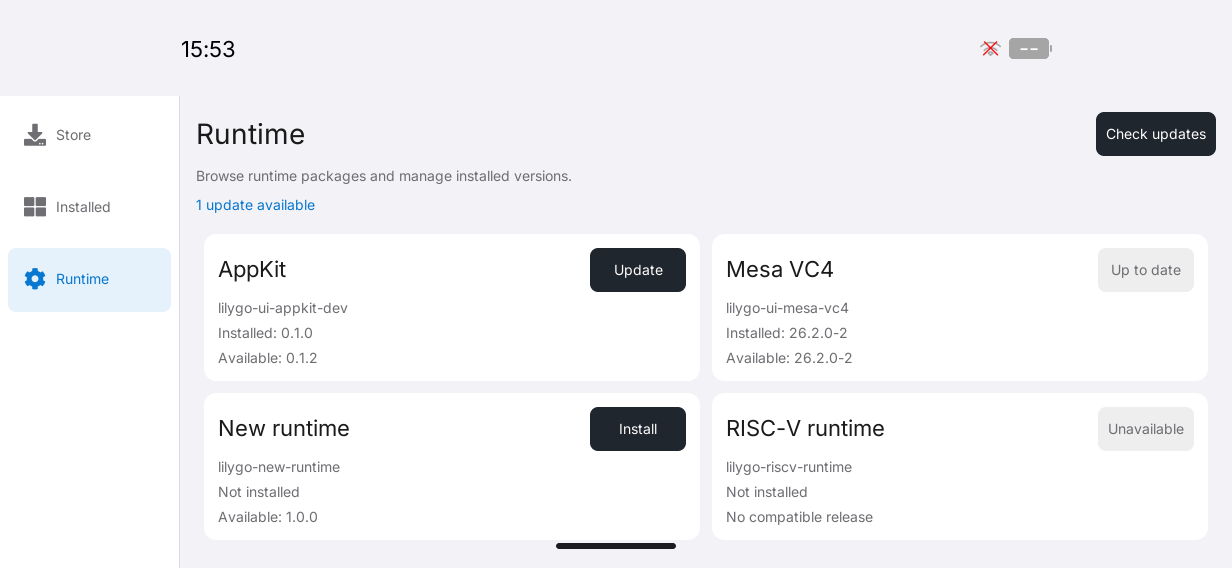 15:53
Store
Installed
Runtime
Runtime
Check updates
Browse runtime packages and manage installed versions.
1 update available
AppKit
Update
lilygo-ui-appkit-dev
Installed: 0.1.0
Available: 0.1.2
Mesa VC4
Up to date
lilygo-ui-mesa-vc4
Installed: 26.2.0-2
Available: 26.2.0-2
New runtime
Install
lilygo-new-runtime
Not installed
Available: 1.0.0
RISC-V runtime
Unavailable
lilygo-riscv-runtime
Not installed
No compatible release